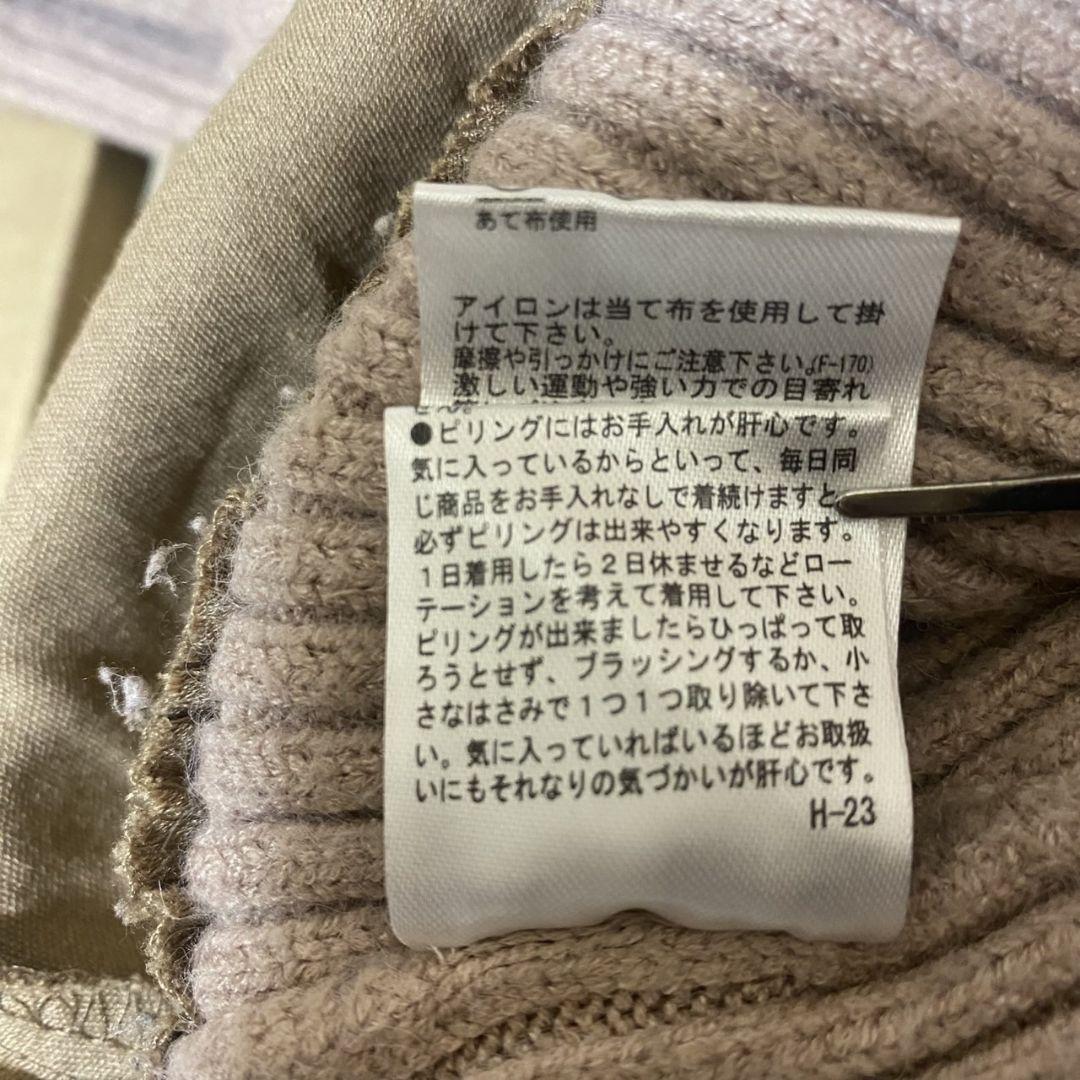 あて布使用
アイロンは当て布を使用して掛
けて下さい。
摩擦や引っかけにご注意下さい。(F-170)
激しい運動や強い力での目寄れ
せん。
●ピリングにはお手入れが肝心です。
気に入っているからといって、毎日同
じ商品をお手入れなしで着続けますと、
必ずピリングは出来やすくなります。
1日着用したら2日休ませるなどロー
テーションを考えて着用して下さい。
ピリングが出来ましたらひっぱって取
ろうとせず、ブラッシングするか、小
さなはさみで1つ1つ取り除いて下さ
い。気に入っていればいるほどお取扱
いにもそれなりの気づかいが肝心です。
H-23